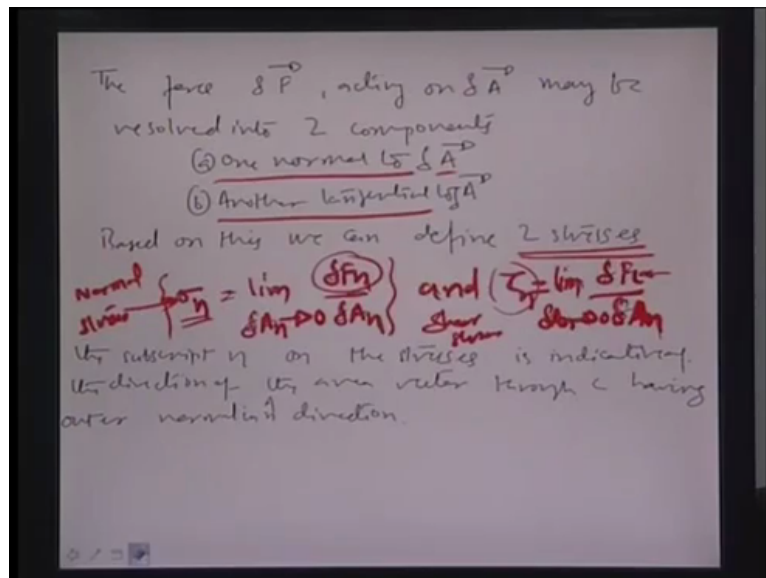 The force δF, acting on δA may be
resolved into 2 components
(a) One normal to δA
(b) Another tangential to δA
Based on this we can define 2 stresses
Normal stress σn = lim δAn→0 δFn/δAn and τn = lim δAn→0 δFt/δAn shear stress
the subscript n on the stresses is indicative of
the direction of the area vector through C having
outer normal in n̂ direction.